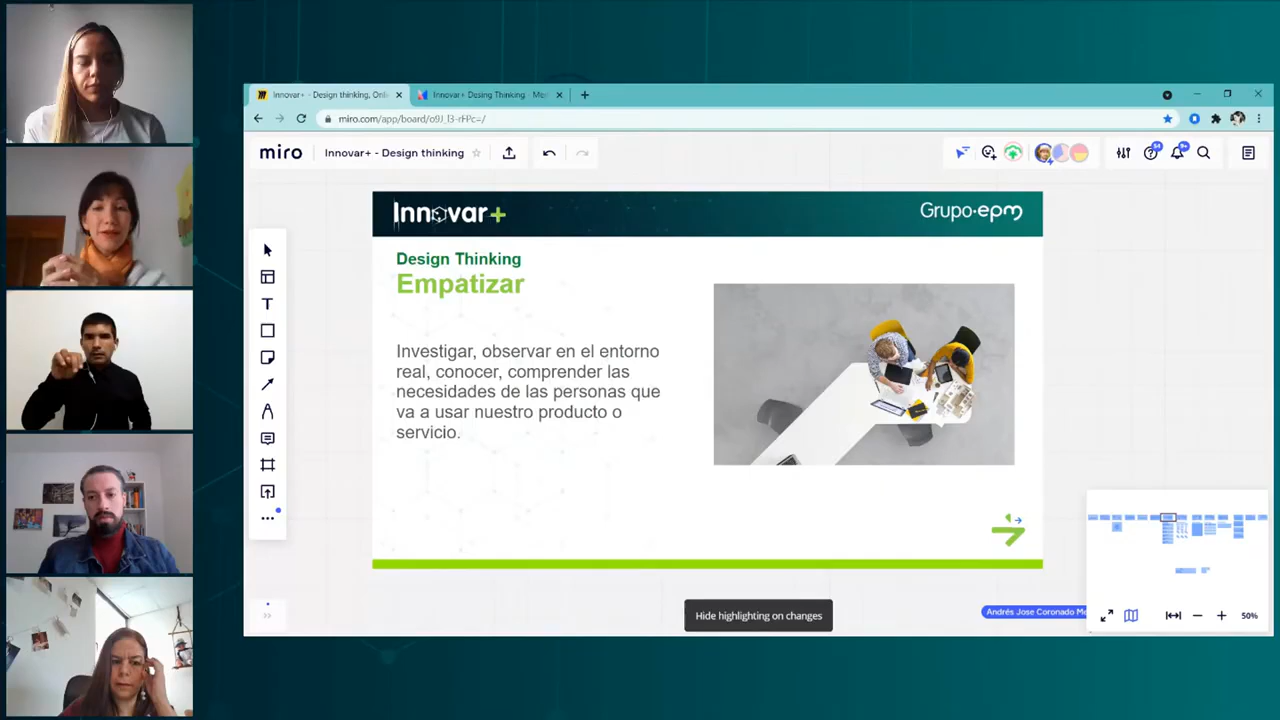 Innovar+ - Design thinking, Onl
Innovar+ Desing Thinking - Me
miro.com/app/board/o9J_l3-rFPc=/
miro
Innovar+ - Design thinking
Innovar+
Grupo·epm
Design Thinking
Empatizar
Investigar, observar en el entorno
real, conocer, comprender las
necesidades de las personas que
va a usar nuestro producto o
servicio.
Hide highlighting on changes
Andrés Jose Coronado Me
50%